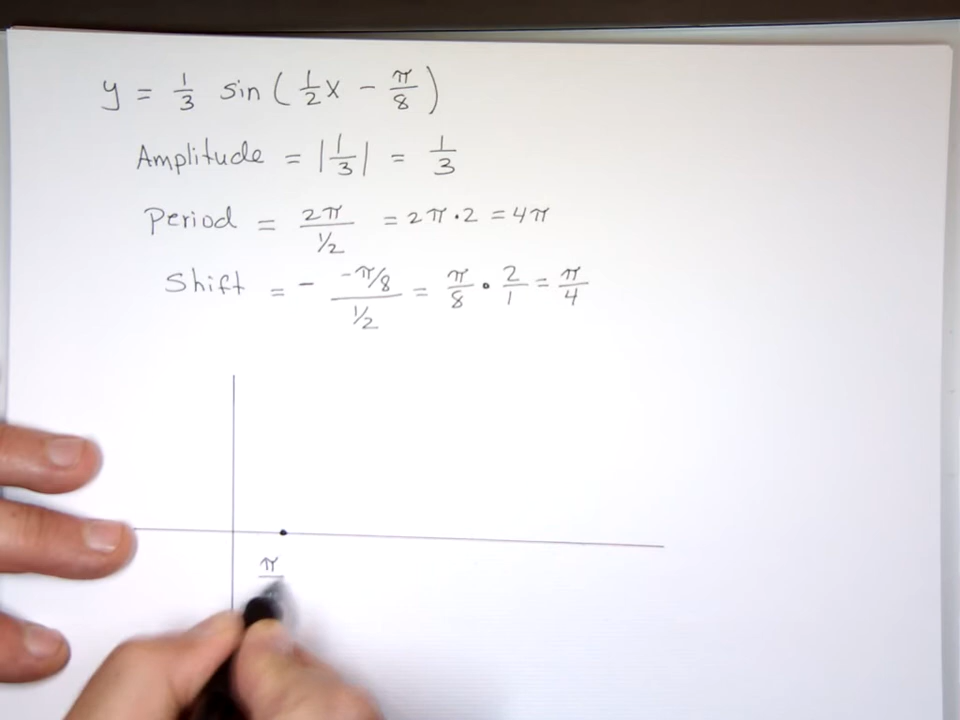 y = 1/3 sin (1/2 x - π/8)
Amplitude = |1/3| = 1/3
Period = 2π / 1/2 = 2π • 2 = 4π
Shift = - -π/8 / 1/2 = π/8 • 2/1 = π/4
π